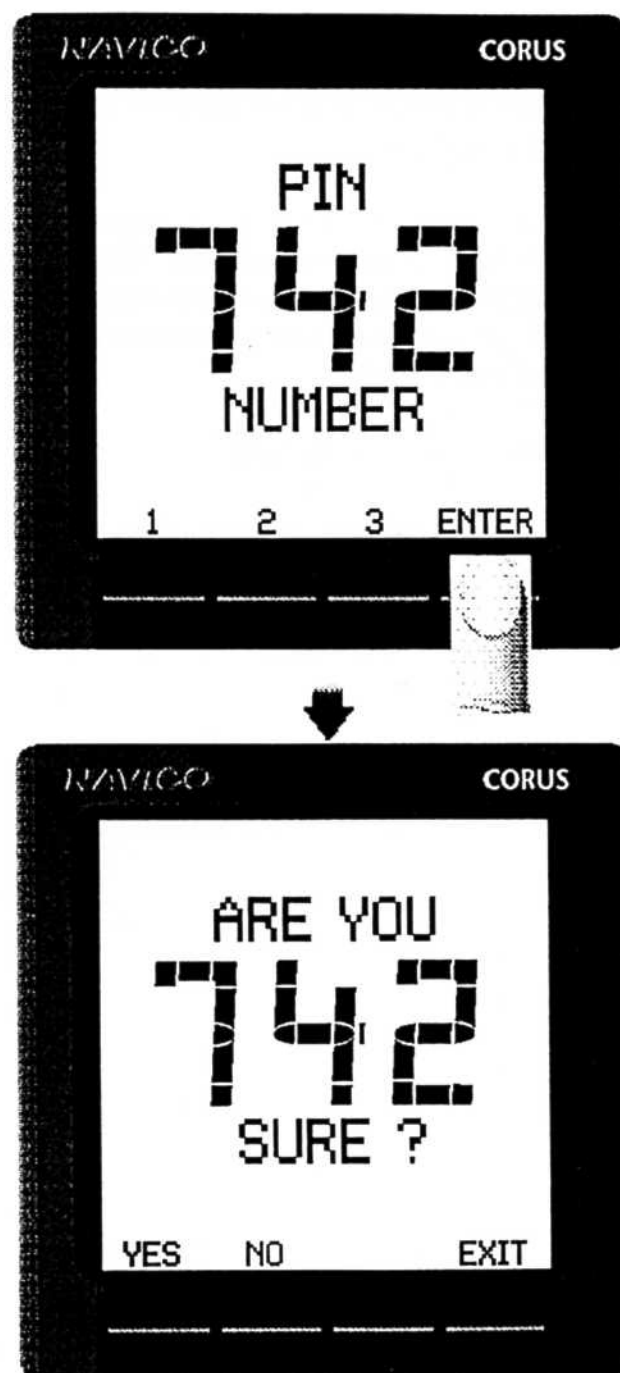 NAVICO CORUS
PIN
742
NUMBER
1 2 3 ENTER
NAVICO CORUS
ARE YOU
742
SURE ?
YES NO EXIT